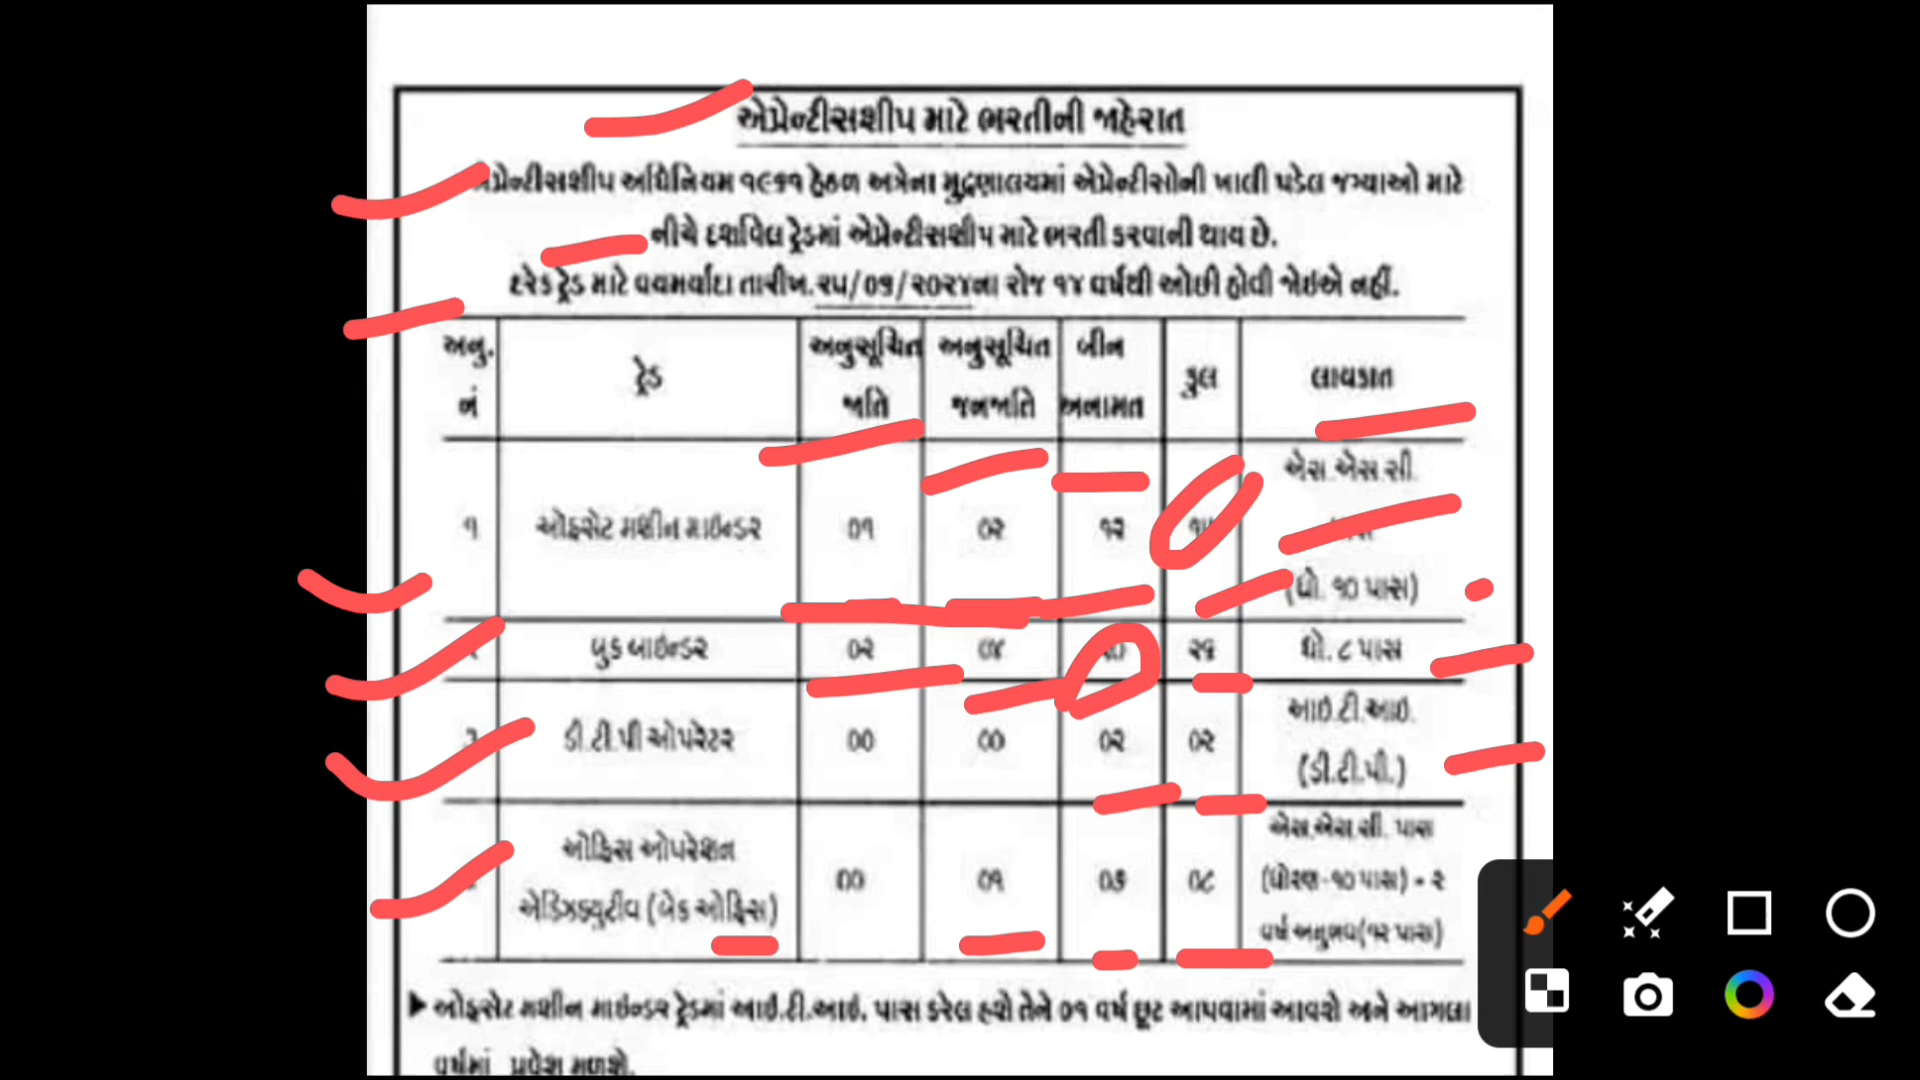 એપ્રેન્ટીસશીપ માટે ભરતીની જાહેરાત
એપ્રેન્ટીસશીપ અધિનિયમ ૧૯૬૧ હેઠળ અત્રેના મુદ્રણાલયમાં એપ્રેન્ટીસોની ખાલી પડેલ જગ્યાઓ માટે
નીચે દર્શાવેલ ટ્રેડમાં એપ્રેન્ટીસશીપ માટે ભરતી કરવાની થાય છે.
દરેક ટ્રેડ માટે વયમર્યાદા તારીખ.૨૫/૦૧/૨૦૨૪ના રોજ ૧૪ વર્ષથી ઓછી હોવી જોઇએ નહીં.
અનુ. નં ટ્રેડ અનુસૂચિત જાતિ અનુસૂચિત જનજાતિ બીન અનામત કુલ લાયકાત
૧ ઓફસેટ મશીન માઇન્ડર ૦૧ ૦૨ ૧૨ એસ.એસ.સી. (ધો. ૧૦ પાસ)
બુક બાઇન્ડર ૦૨ ૦૪ ૨૬ ધો. ૮ પાસ
ડી.ટી.પી ઓપરેટર ૦૦ ૦૦ ૦૨ ૦૨ આઇ.ટી.આઇ. (ડી.ટી.પી.)
ઓફિસ ઓપરેશન એક્ઝિક્યુટીવ (બેક ઓફિસ) ૦૦ ૦૧ ૦૭ ૦૮ એસ.એસ.સી. પાસ (ધોરણ-૧૦ પાસ) + ૨ વર્ષ અનુભવ(૧૨ પાસ)
▶ ઓફસેટ મશીન માઇન્ડર ટ્રેડમાં આઇ.ટી.આઇ. પાસ કરેલ હશે તેને ૦૧ વર્ષ છૂટ આપવામાં આવશે અને આગલા
વર્ષમાં પ્રવેશ મળશે.